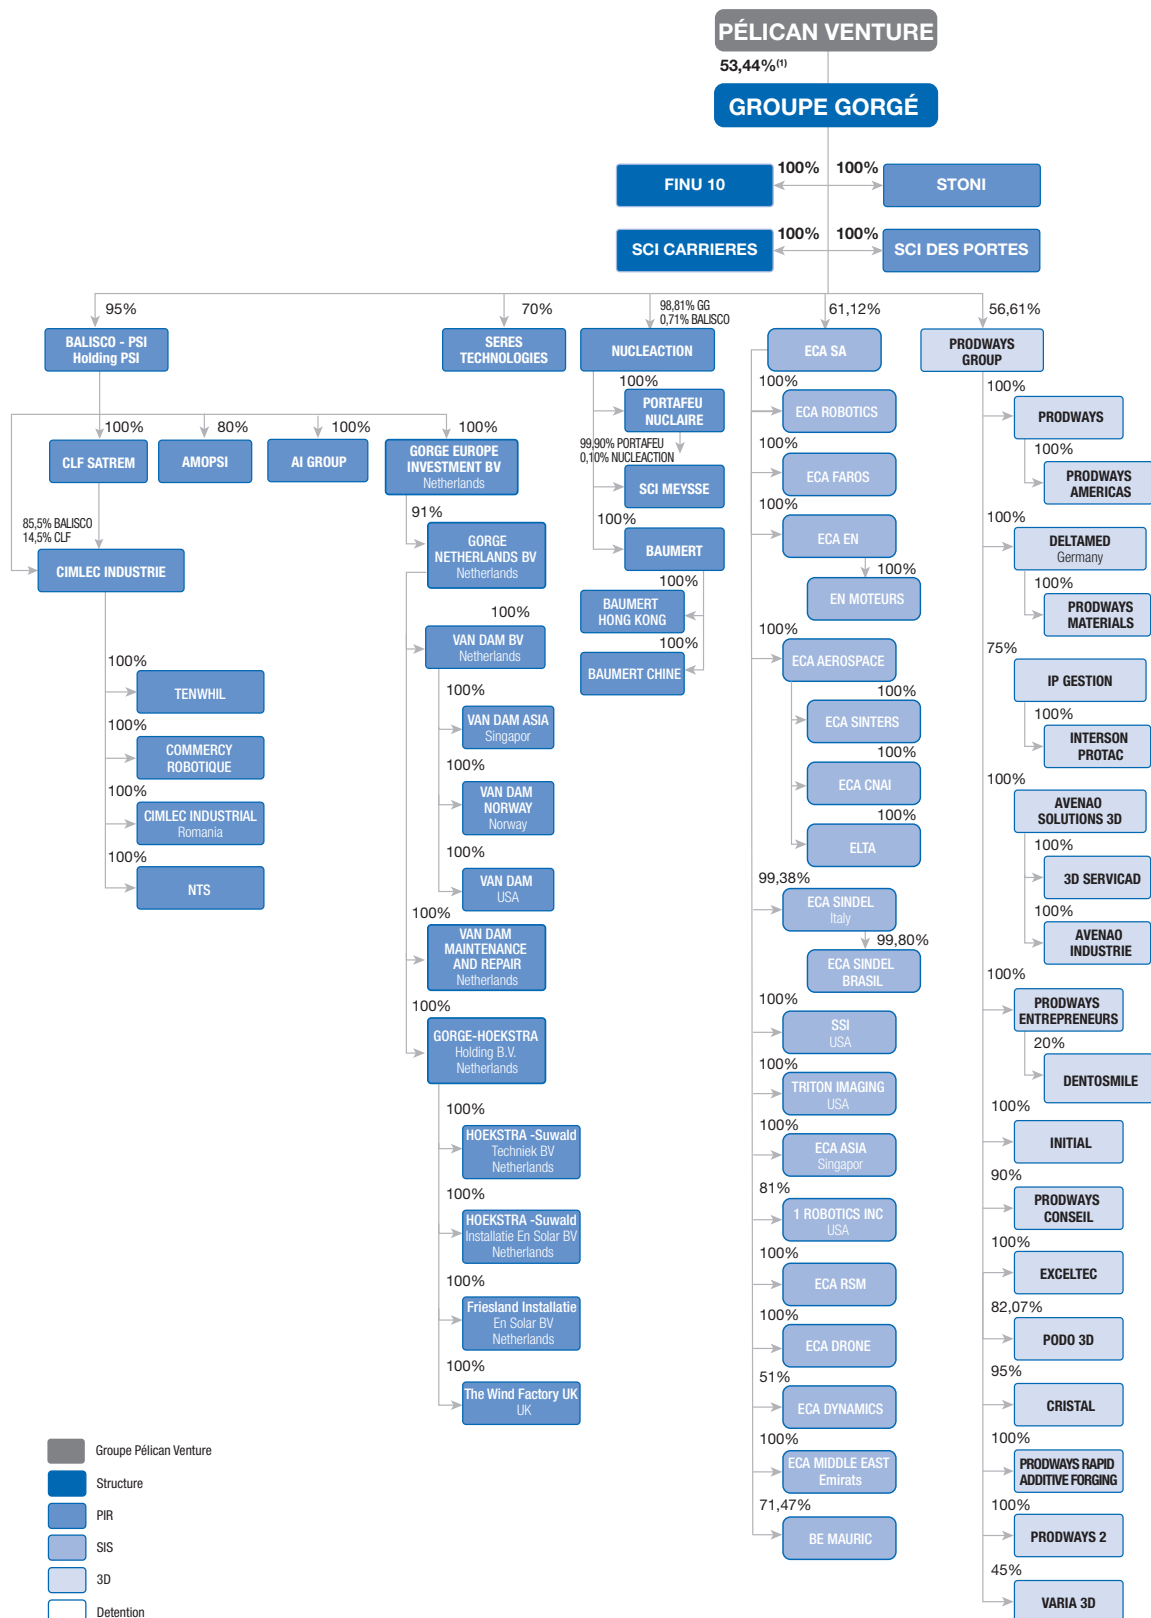 PÉLICAN VENTURE
53,44%(1)
GROUPE GORGÉ
100%
100%
FINU 10
STONI
100%
100%
SCI CARRIERES
SCI DES PORTES
95%
BALISCO - PSI
Holding PSI
100%
CLF SATREM
80%
AMOPSI
100%
AI GROUP
100%
GORGE EUROPE
INVESTMENT BV
Netherlands
85,5% BALISCO
14,5% CLF
CIMLEC INDUSTRIE
100%
TENWHIL
100%
COMMERCY
ROBOTIQUE
100%
CIMLEC INDUSTRIAL
Romania
100%
NTS
91%
GORGE
NETHERLANDS BV
Netherlands
100%
VAN DAM BV
Netherlands
100%
VAN DAM ASIA
Singapor
100%
VAN DAM
NORWAY
Norway
100%
VAN DAM
USA
100%
VAN DAM
MAINTENANCE
AND REPAIR
Netherlands
100%
GORGE-HOEKSTRA
Holding B.V.
Netherlands
100%
HOEKSTRA -Suwald
Techniek BV
Netherlands
100%
HOEKSTRA -Suwald
Installatie En Solar BV
Netherlands
100%
Friesland Installatie
En Solar BV
Netherlands
100%
The Wind Factory UK
UK
70%
SERES
TECHNOLOGIES
98,81% GG
0,71% BALISCO
NUCLEACTION
100%
PORTAFEU
NUCLAIRE
99,90% PORTAFEU
0,10% NUCLEACTION
SCI MEYSSE
100%
BAUMERT
100%
BAUMERT
HONG KONG
100%
BAUMERT CHINE
61,12%
ECA SA
100%
ECA ROBOTICS
100%
ECA FAROS
100%
ECA EN
100%
EN MOTEURS
100%
ECA AEROSPACE
100%
ECA SINTERS
100%
ECA CNAI
100%
ELTA
99,38%
ECA SINDEL
Italy
99,80%
ECA SINDEL
BRASIL
100%
SSI
USA
100%
TRITON IMAGING
USA
100%
ECA ASIA
Singapor
81%
1 ROBOTICS INC
USA
100%
ECA RSM
100%
ECA DRONE
51%
ECA DYNAMICS
100%
ECA MIDDLE EAST
Emirats
71,47%
BE MAURIC
56,61%
PRODWAYS
GROUP
100%
PRODWAYS
100%
PRODWAYS
AMERICAS
100%
DELTAMED
Germany
100%
PRODWAYS
MATERIALS
75%
IP GESTION
100%
INTERSON
PROTAC
100%
AVENAO
SOLUTIONS 3D
100%
3D SERVICAD
100%
AVENAO
INDUSTRIE
100%
PRODWAYS
ENTREPRENEURS
20%
DENTOSMILE
100%
INITIAL
90%
PRODWAYS
CONSEIL
100%
EXCELTEC
82,07%
PODO 3D
95%
CRISTAL
100%
PRODWAYS RAPID
ADDITIVE FORGING
100%
PRODWAYS 2
45%
VARIA 3D
Groupe Pélican Venture
Structure
PIR
SIS
3D
Detention